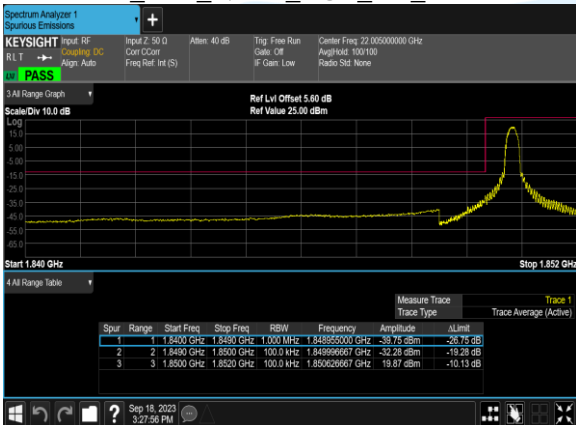 Spectrum Analyzer 1
Spurious Emissions
+
KEYSIGHT Input: RF Input Z: 50 Ω Atten: 40 dB Trig: Free Run Center Freq: 22.005000000 GHz
RLT Coupling: DC Corr CCorr Gate: Off Avg|Hold: 100/100
Align: Auto Freq Ref: Int (S) IF Gain: Low Radio Std: None
LV PASS
3 All Range Graph
Ref Lvl Offset 5.60 dB
Scale/Div 10.0 dB Ref Value 25.00 dBm
Log
15.0
5.00
-5.00
-15.0
-25.0
-35.0
-45.0
-55.0
-65.0
Start 1.840 GHz Stop 1.852 GHz
4 All Range Table
Measure Trace Trace 1
Trace Type Trace Average (Active)
Spur Range Start Freq Stop Freq RBW Frequency Amplitude ΔLimit
1 1 1.8400 GHz 1.8490 GHz 1.000 MHz 1.848955000 GHz -39.75 dBm -26.75 dB
2 2 1.8490 GHz 1.8500 GHz 100.0 kHz 1.849996667 GHz -32.28 dBm -19.28 dB
3 3 1.8500 GHz 1.8520 GHz 100.0 kHz 1.850626667 GHz 19.87 dBm -10.13 dB
? Sep 18, 2023
3:27:56 PM